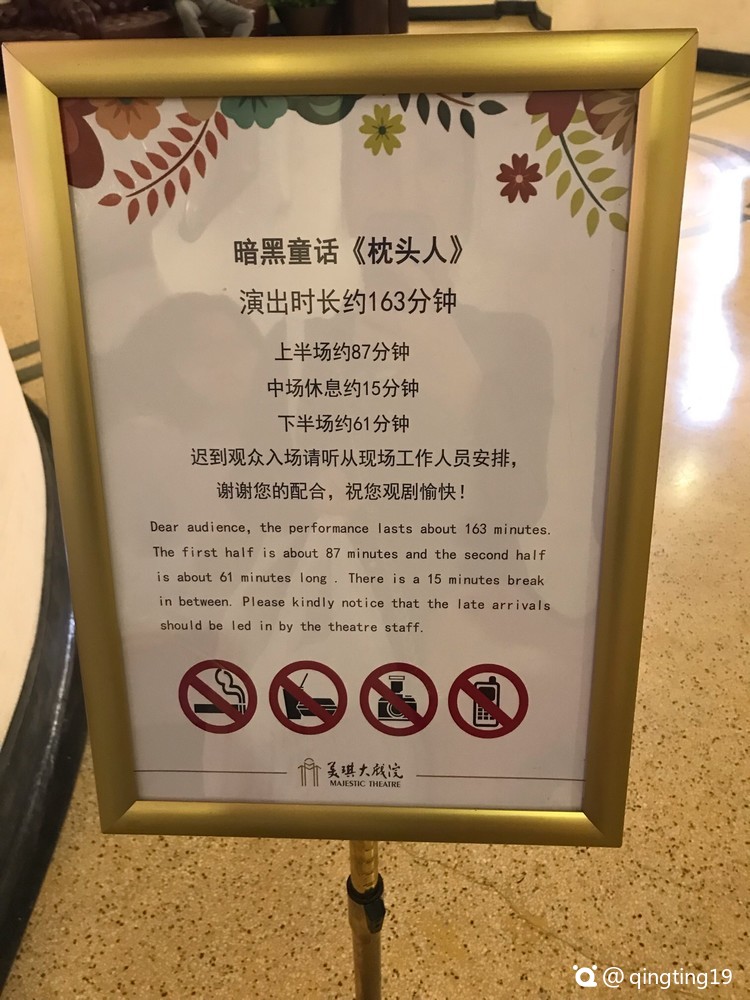 暗黑童话《枕头人》
演出时长约163分钟
上半场约87分钟
中场休息约15分钟
下半场约61分钟
迟到观众入场请听从现场工作人员安排，
谢谢您的配合，祝您观剧愉快！
Dear audience, the performance lasts about 163 minutes.
The first half is about 87 minutes and the second half
is about 61 minutes long . There is a 15 minutes break
in between. Please kindly notice that the late arrivals
should be led in by the theatre staff.
美琪大戏院
MAJESTIC THEATRE
@qingting19